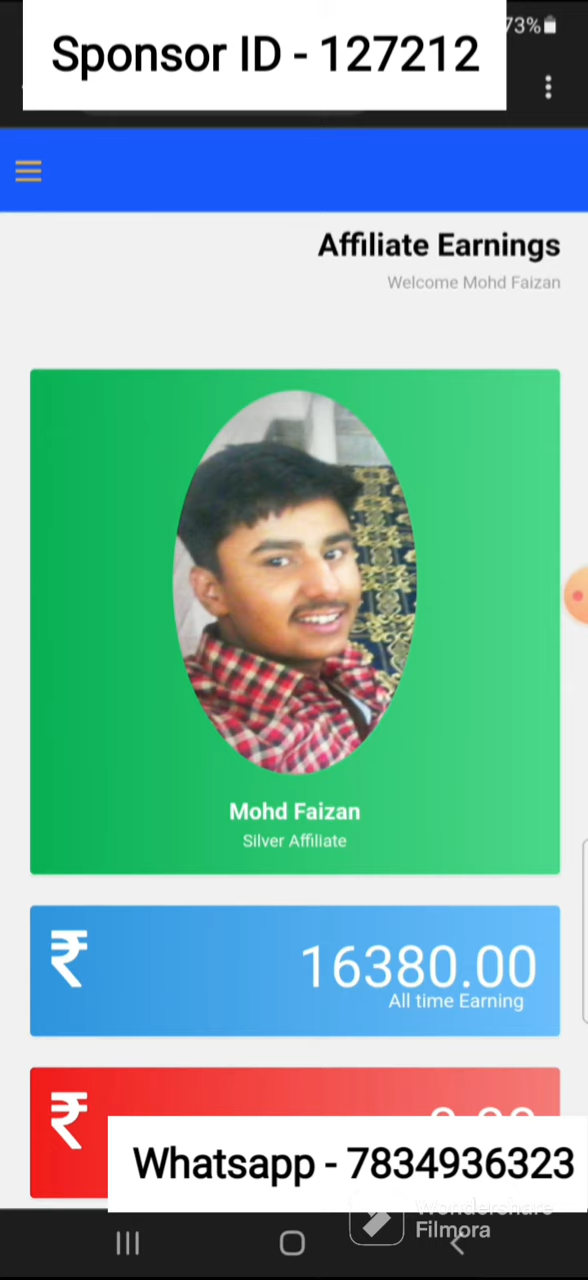 73%
Sponsor ID - 127212
Affiliate Earnings
Welcome Mohd Faizan
Mohd Faizan
Silver Affiliate
₹ 16380.00
All time Earning
₹
Whatsapp - 7834936323
Wondershare
Filmora